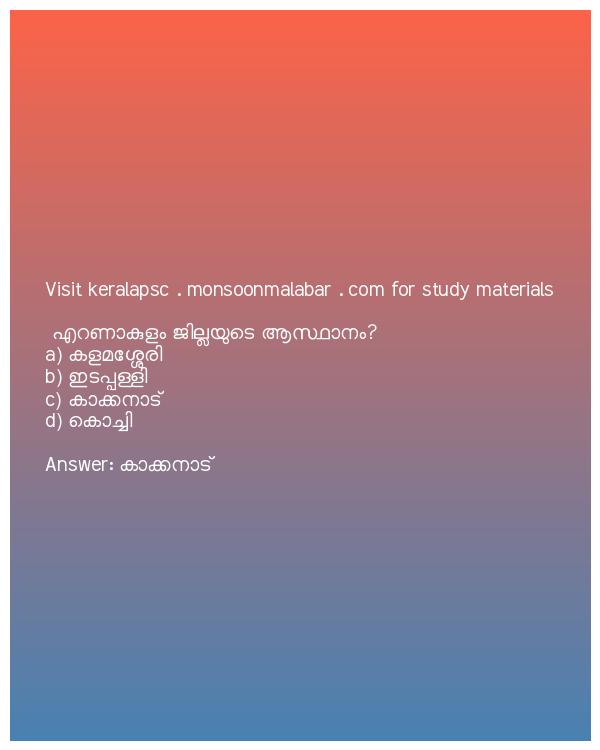 Visit keralapsc . monsoonmalabar . com for study materials
എറണാകുളം ജില്ലയുടെ ആസ്ഥാനം?
a) കളമശ്ശേരി
b) ഇടപ്പള്ളി
c) കാക്കനാട്
d) കൊച്ചി
Answer: കാക്കനാട്